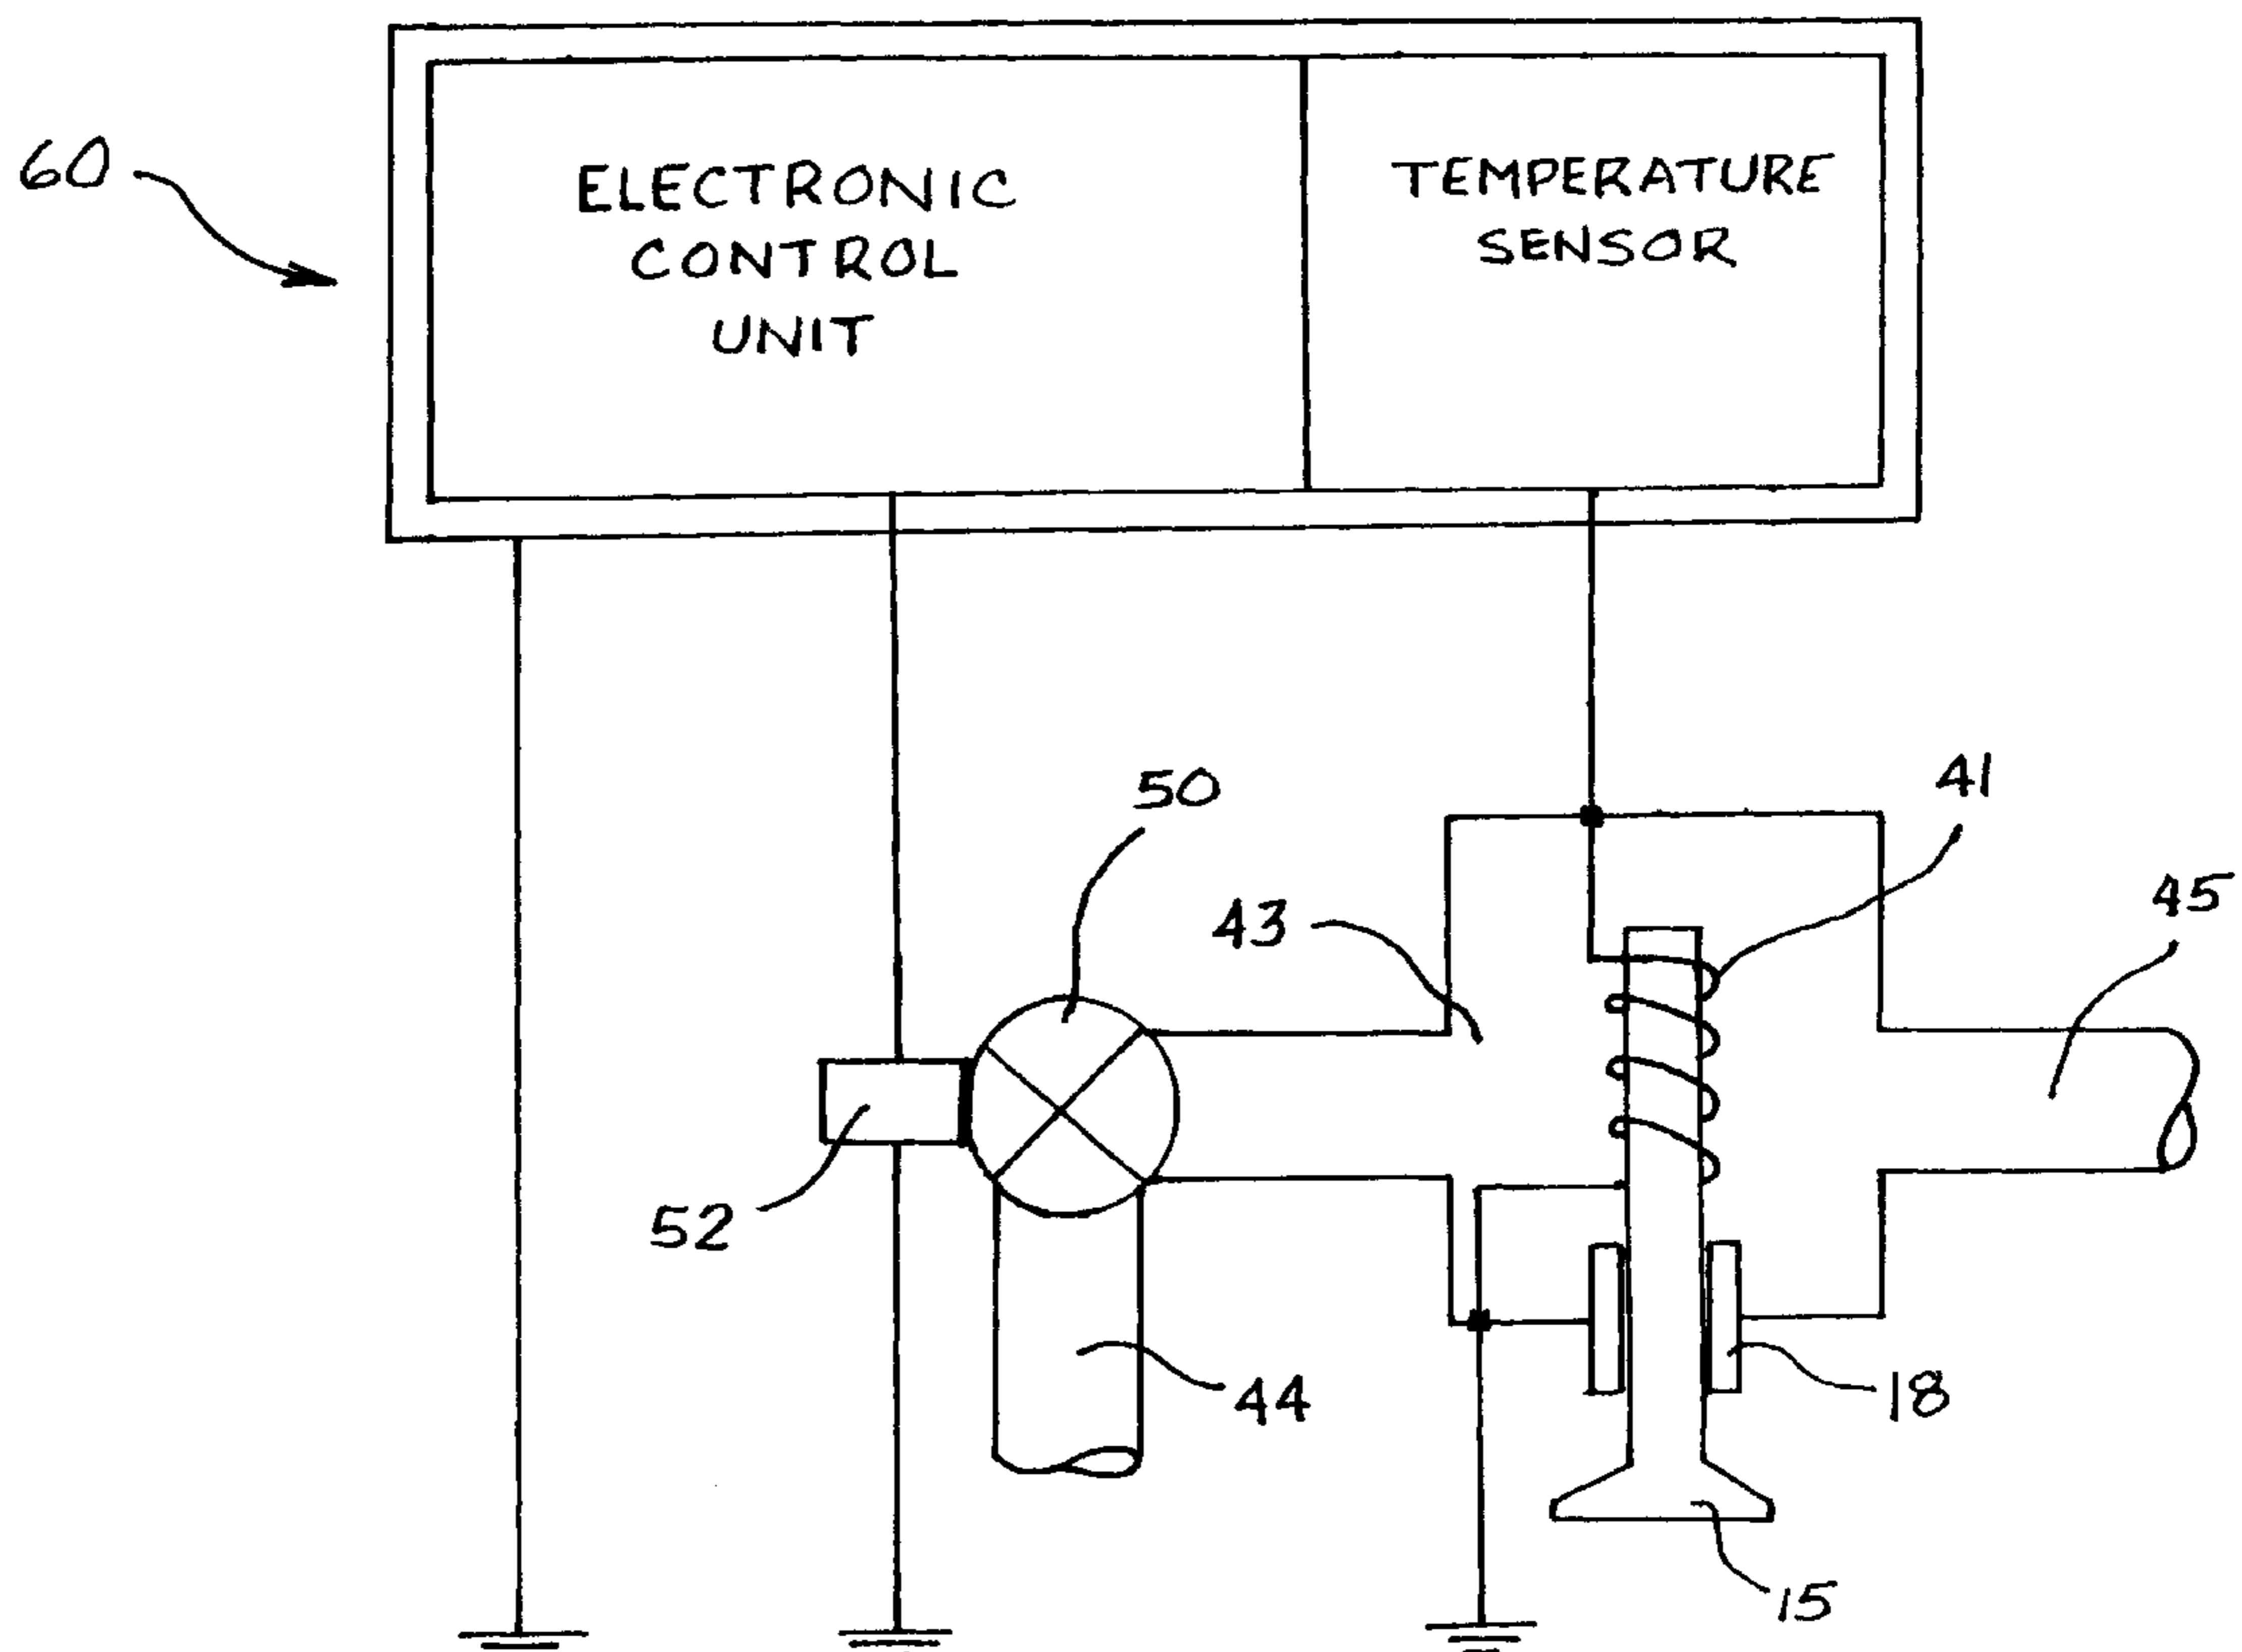 60
ELECTRONIC
CONTROL
UNIT
TEMPERATURE
SENSOR
50
41
43
45
52
44
18
15